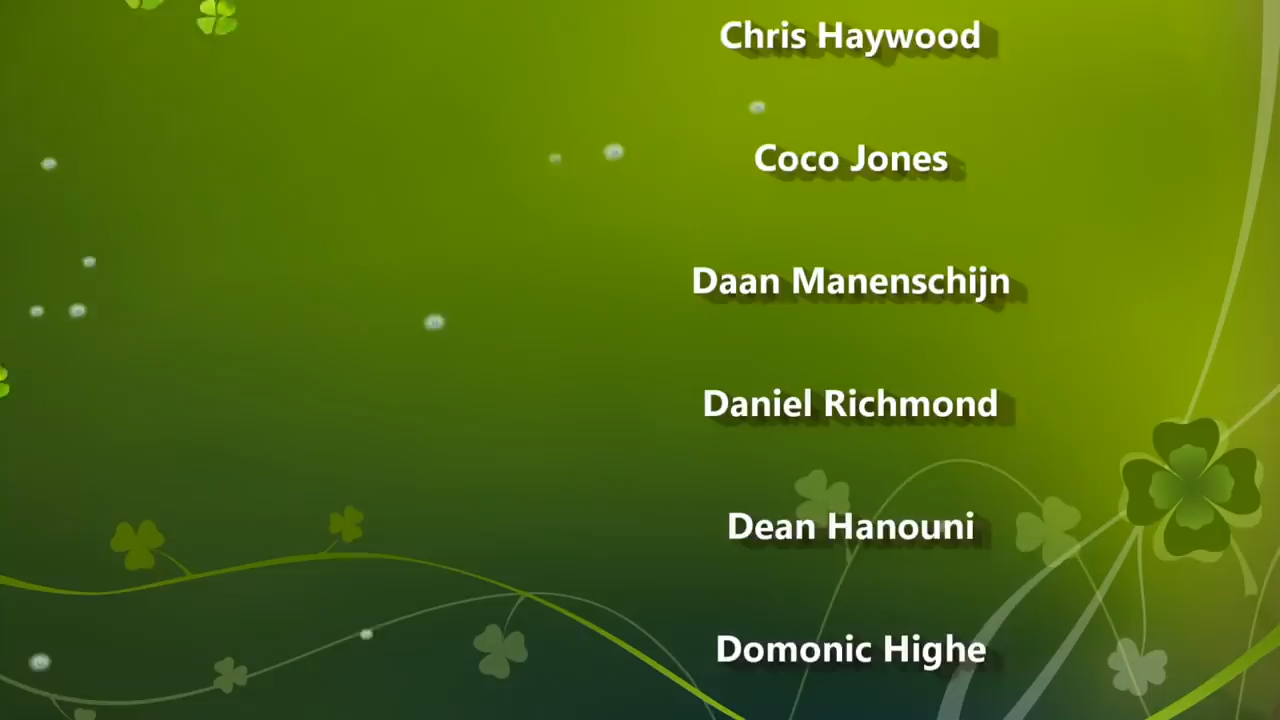 Chris Haywood
Coco Jones
Daan Manenschijn
Daniel Richmond
Dean Hanouni
Domonic Highe